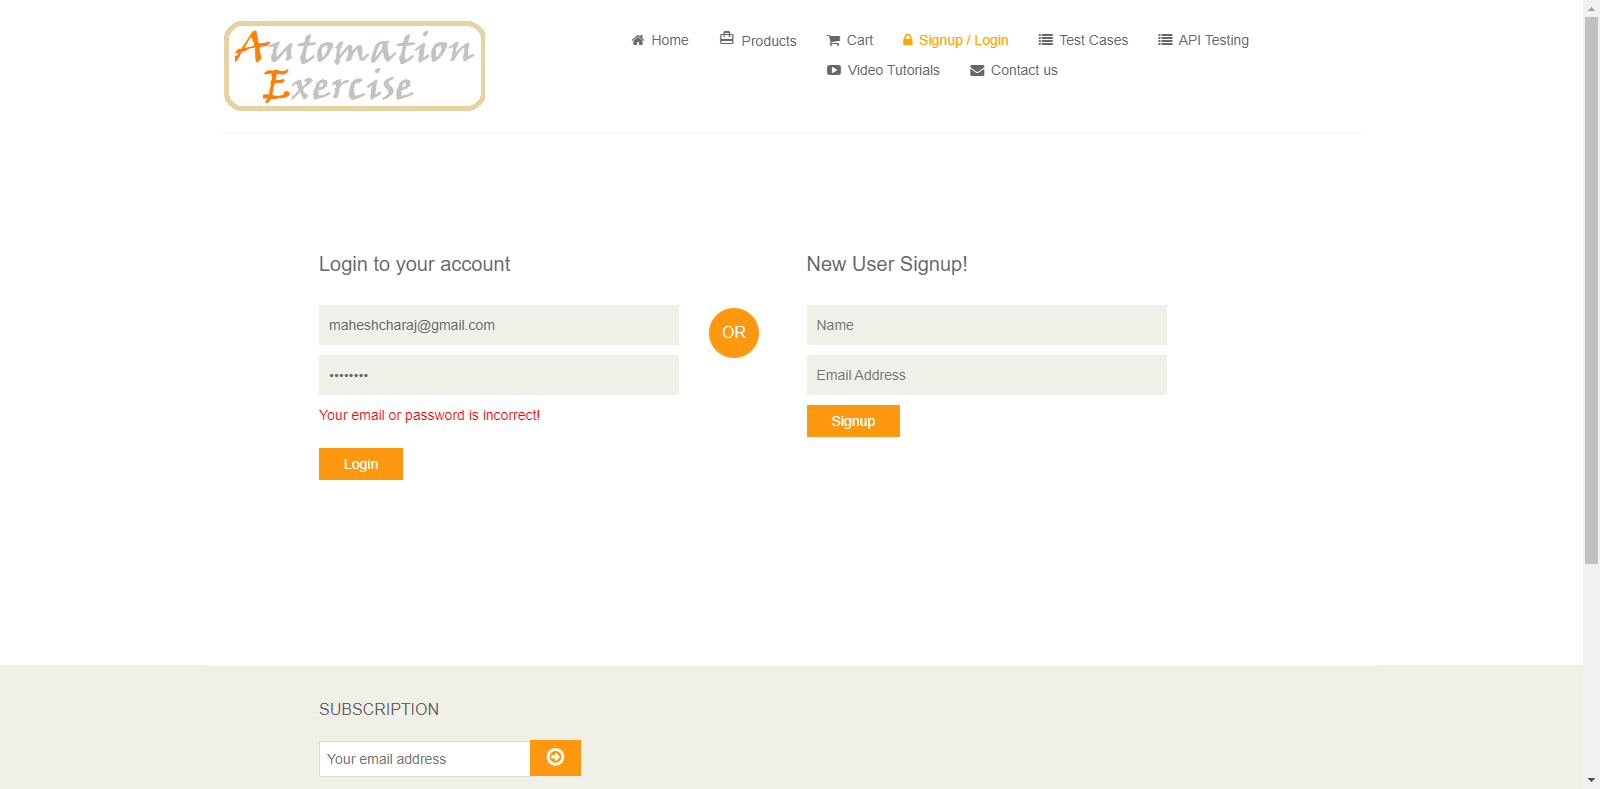 Automation
Exercise
Home
Products
Cart
Signup / Login
Test Cases
API Testing
Video Tutorials
Contact us
Login to your account
maheshcharaj@gmail.com
••••••••
Your email or password is incorrect!
Login
OR
New User Signup!
Name
Email Address
Signup
SUBSCRIPTION
Your email address